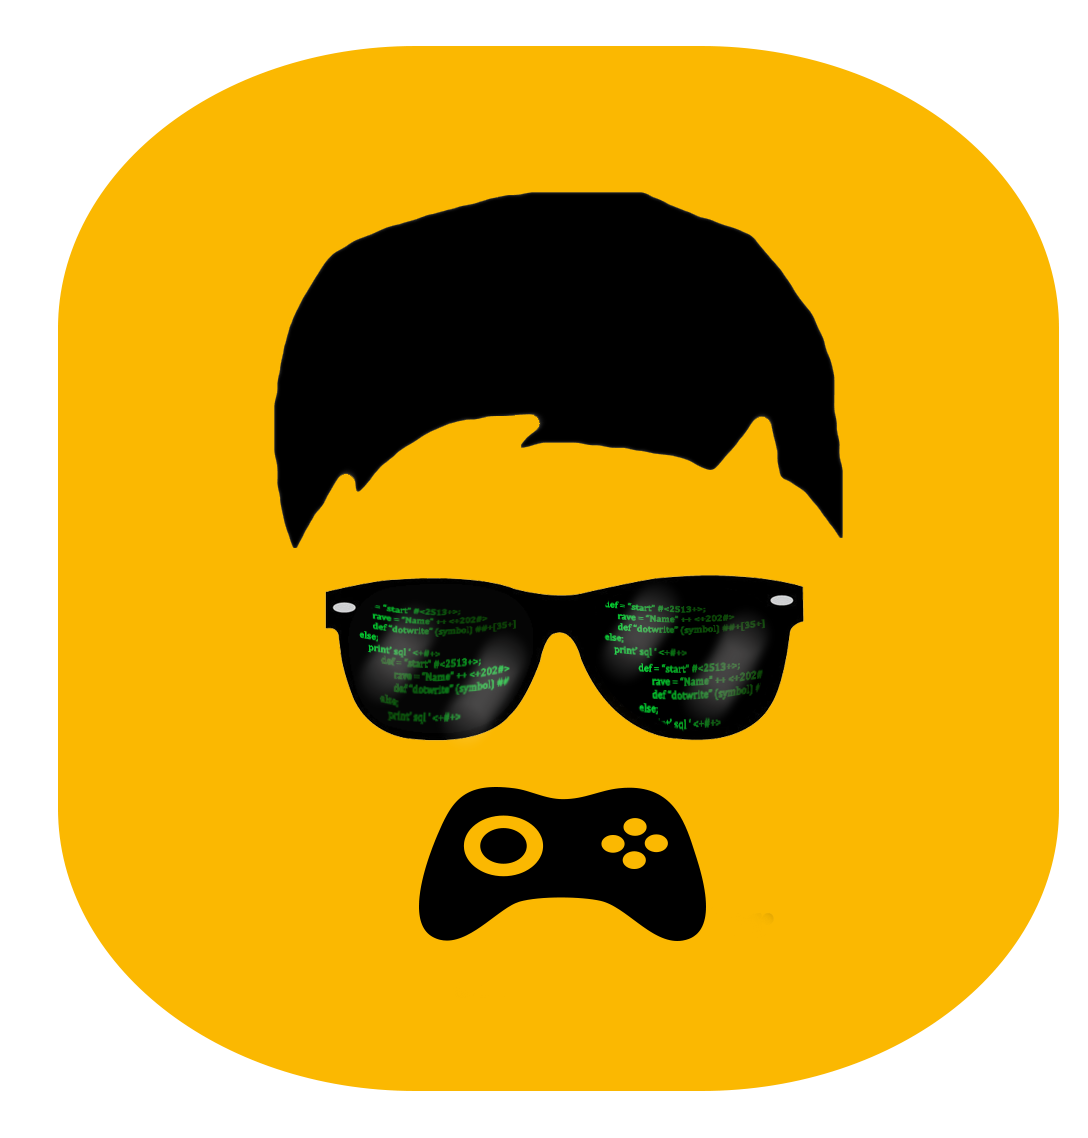 = "start" #<2513+>;
rave = "Name" ++ <+202#>
def "dotwrite" (symbol) ##+[35+]
else;
print' sql ' <+#+>
def = "start" #<2513+>;
rave = "Name" ++ <+202#>
def "dotwrite" (symbol) ##
else;
print' sql ' <+#+>
def = "start" #<2513+>;
rave = "Name" ++ <+202#>
def "dotwrite" (symbol) ##+[35+]
else;
print' sql ' <+#+>
def = "start" #<2513+>;
rave = "Name" ++ <+202#
def "dotwrite" (symbol) #
else;
sql ' <+#+>